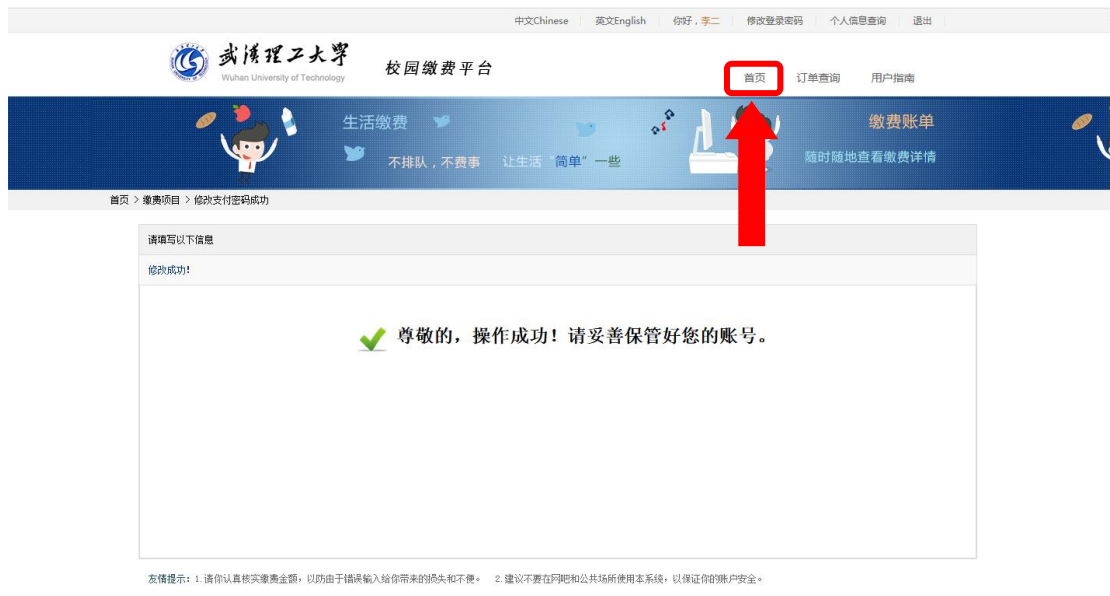 中文Chinese 英文English 你好，李二 修改登录密码 个人信息查询 退出
武汉理工大学
Wuhan University of Technology
校园缴费平台
首页 订单查询 用户指南
生活缴费 缴费账单
不排队，不费事 让生活“简单”一些 随时随地查看缴费详情
首页 > 缴费项目 > 修改支付密码成功
请填写以下信息
修改成功！
尊敬的，操作成功！请妥善保管好您的账号。
友情提示：1.请你认真核实缴费金额，以防由于错误输入给你带来的损失和不便。 2.建议不要在网吧和公共场所使用本系统，以保证你的账户安全。